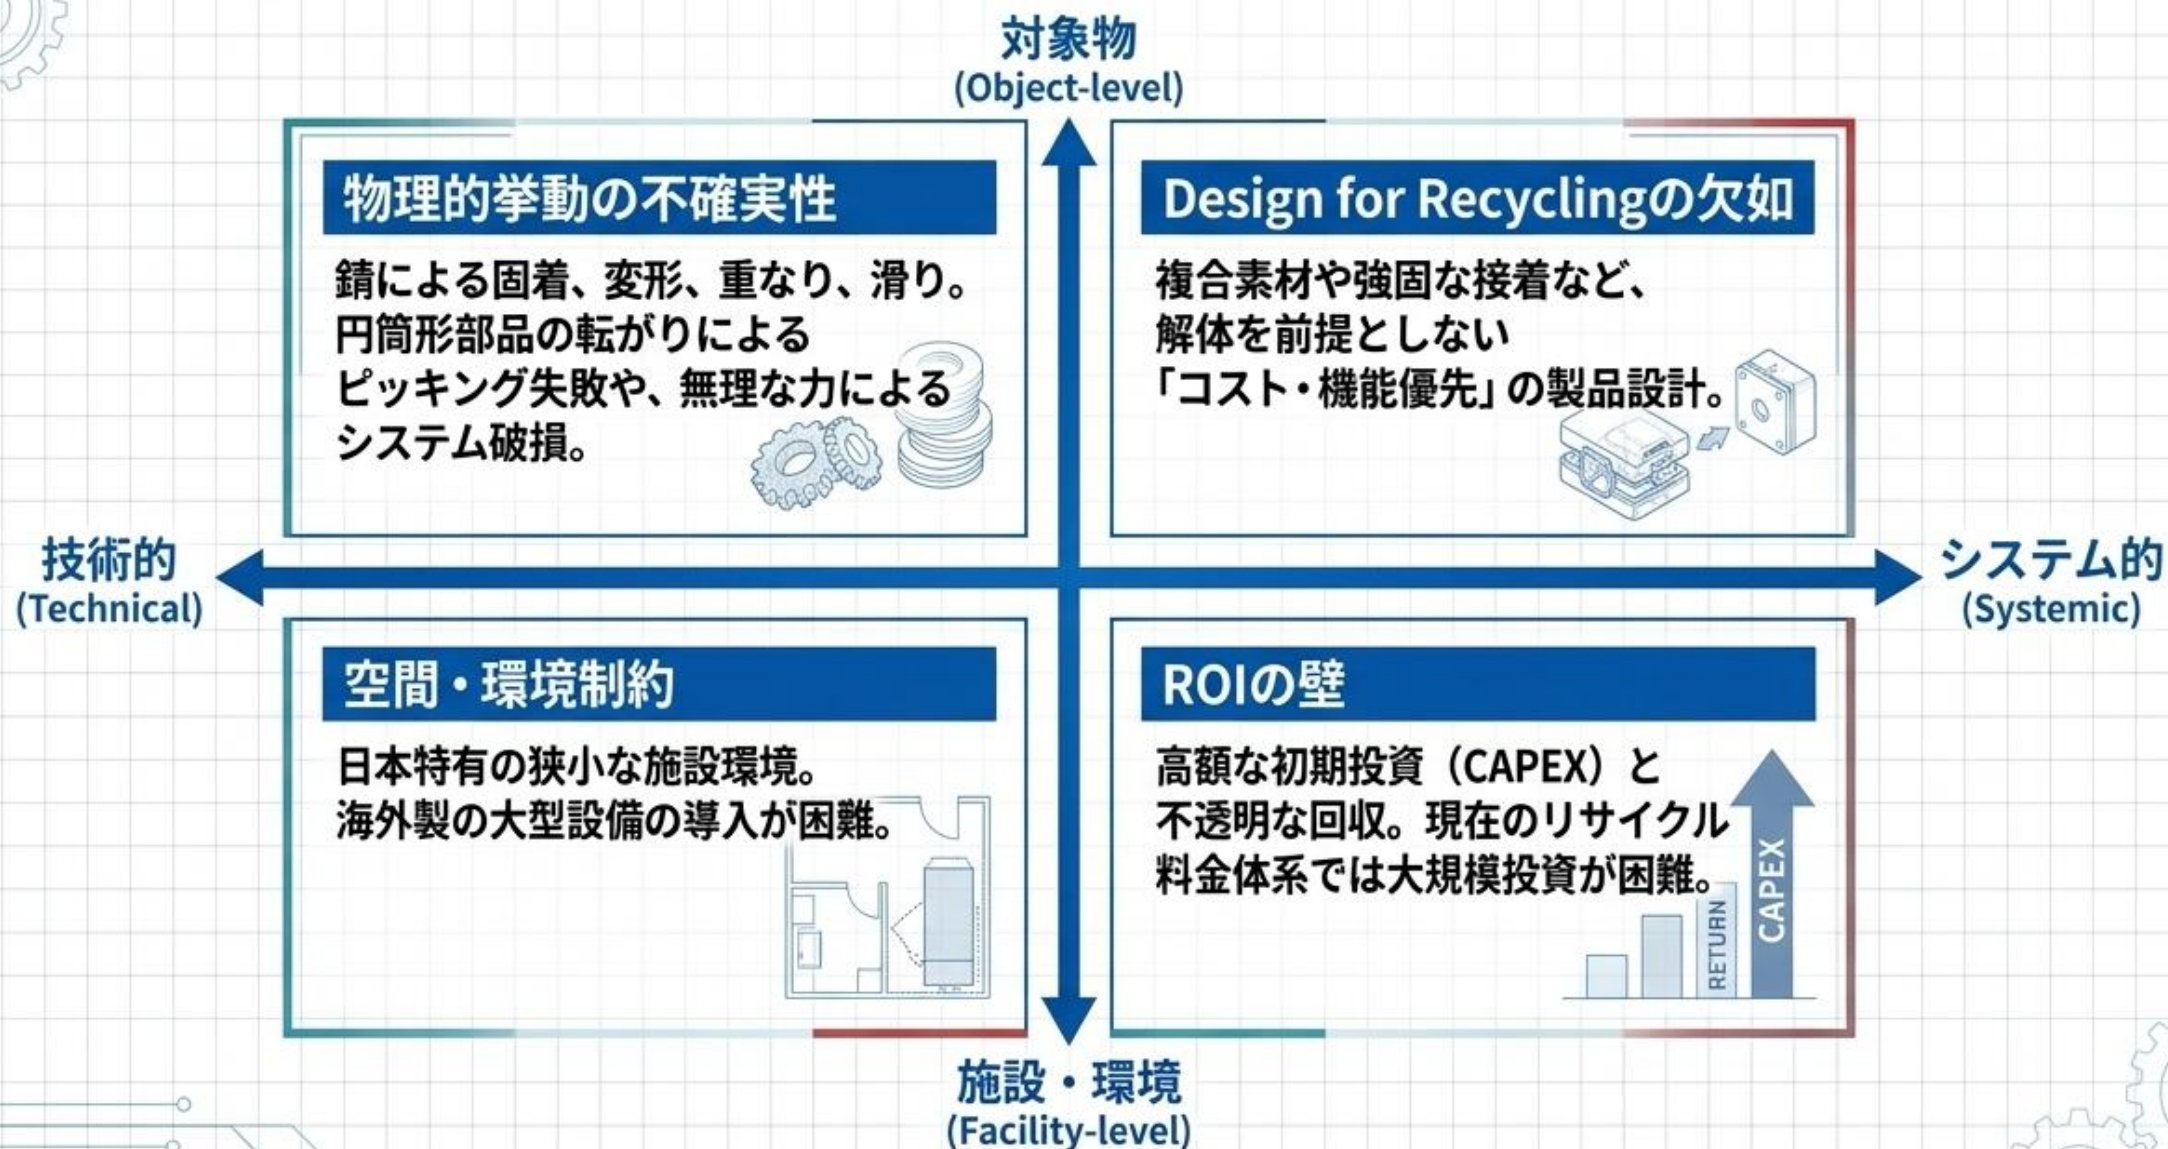 対象物
(Object-level)
物理的挙動の不確実性
錆による固着、変形、重なり、滑り。
円筒形部品の転がりによる
ピッキング失敗や、無理な力による
システム破損。
Design for Recyclingの欠如
複合素材や強固な接着など、
解体を前提としない
「コスト・機能優先」の製品設計。
技術的
(Technical)
システム的
(Systemic)
空間・環境制約
日本特有の狭小な施設環境。
海外製の大型設備の導入が困難。
ROIの壁
高額な初期投資（CAPEX）と
不透明な回収。現在のリサイクル
料金体系では大規模投資が困難。
RETURN
CAPEX
施設・環境
(Facility-level)